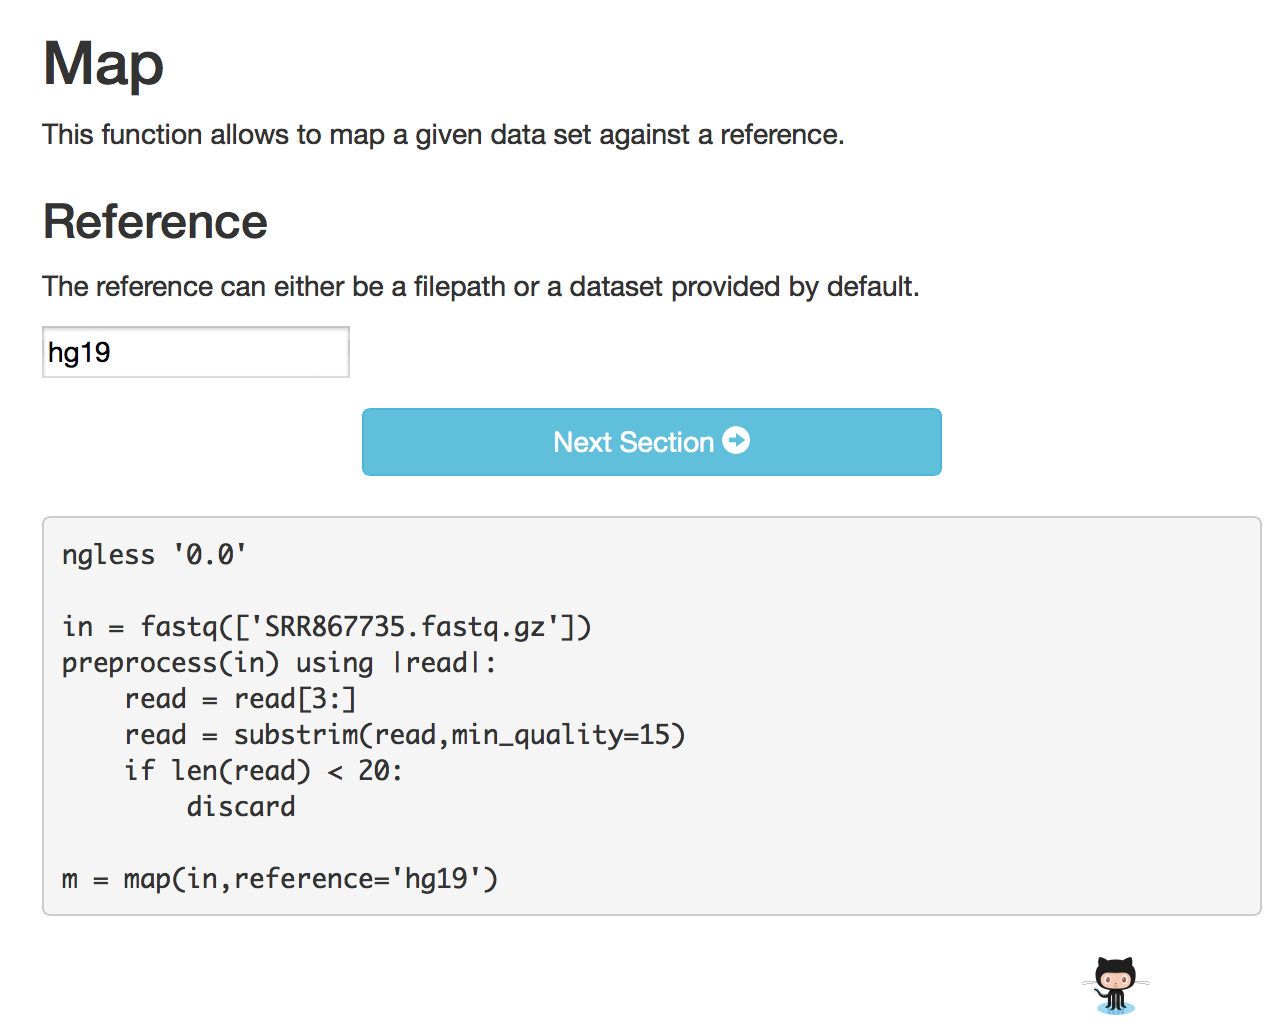 Map
This function allows to map a given data set against a reference.
Reference
The reference can either be a filepath or a dataset provided by default.
hg19
Next Section
ngless '0.0'
in = fastq(['SRR867735.fastq.gz'])
preprocess(in) using |read|:
    read = read[3:]
    read = substrim(read,min_quality=15)
    if len(read) < 20:
        discard
m = map(in,reference='hg19')